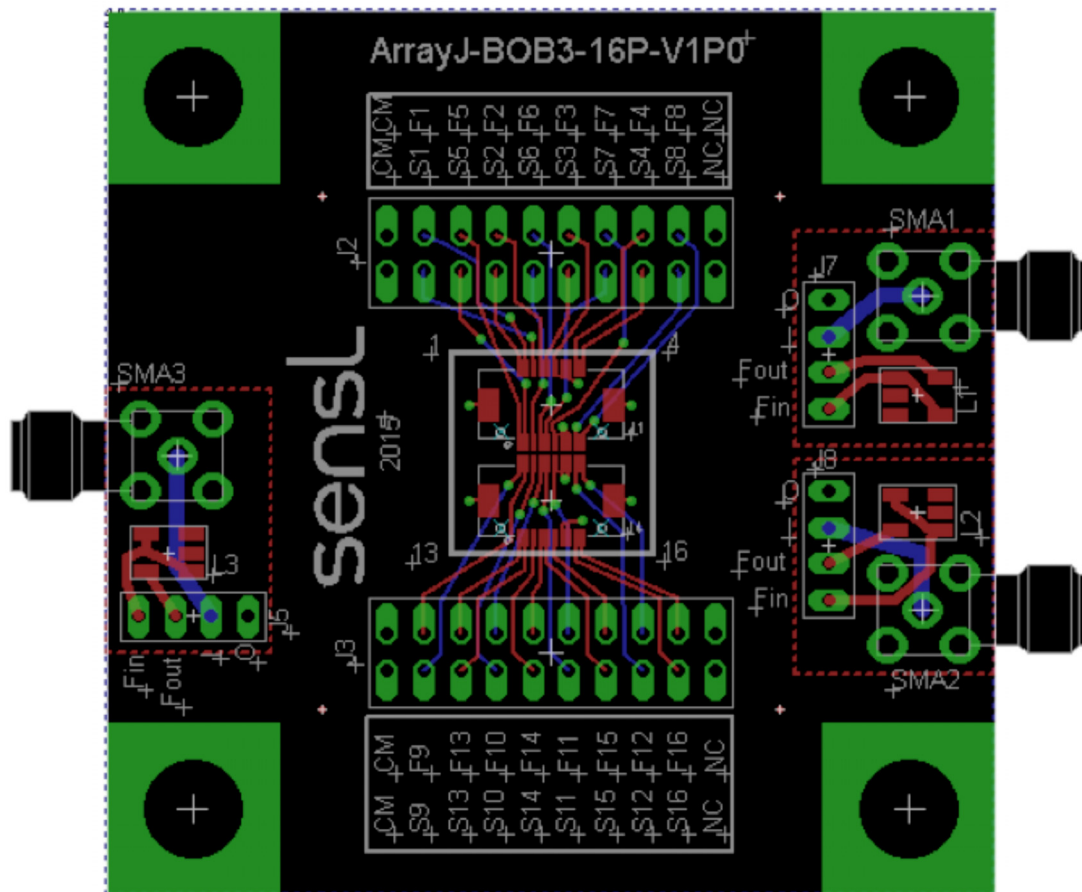 ArrayJ-BOB3-16P-V1P0
CM F1 F5 F2 F6 F3 F7 F4 F8 NC
CM S1 S5 S2 S6 S3 S7 S4 S8 NC
SMA1
J2
J7
O
I
1
4
Fout
SMA3
Fin
L1
sensL
2015
J1
J8
O
I
L2
J4
13
16
Fout
L3
Fin
J5
J3
Fin
Fout
I
O
SMA2
CM F9 F13 F10 F14 F11 F15 F12 F16 NC
CM S9 S13 S10 S14 S11 S15 S12 S16 NC